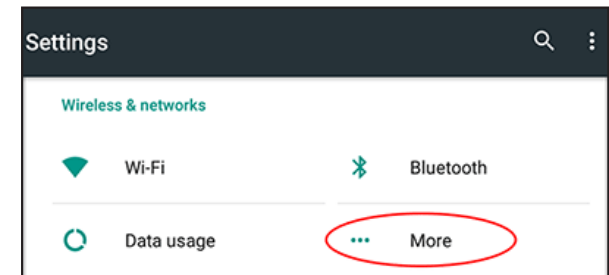 Settings
Wireless & networks
Wi-Fi
Bluetooth
Data usage
More